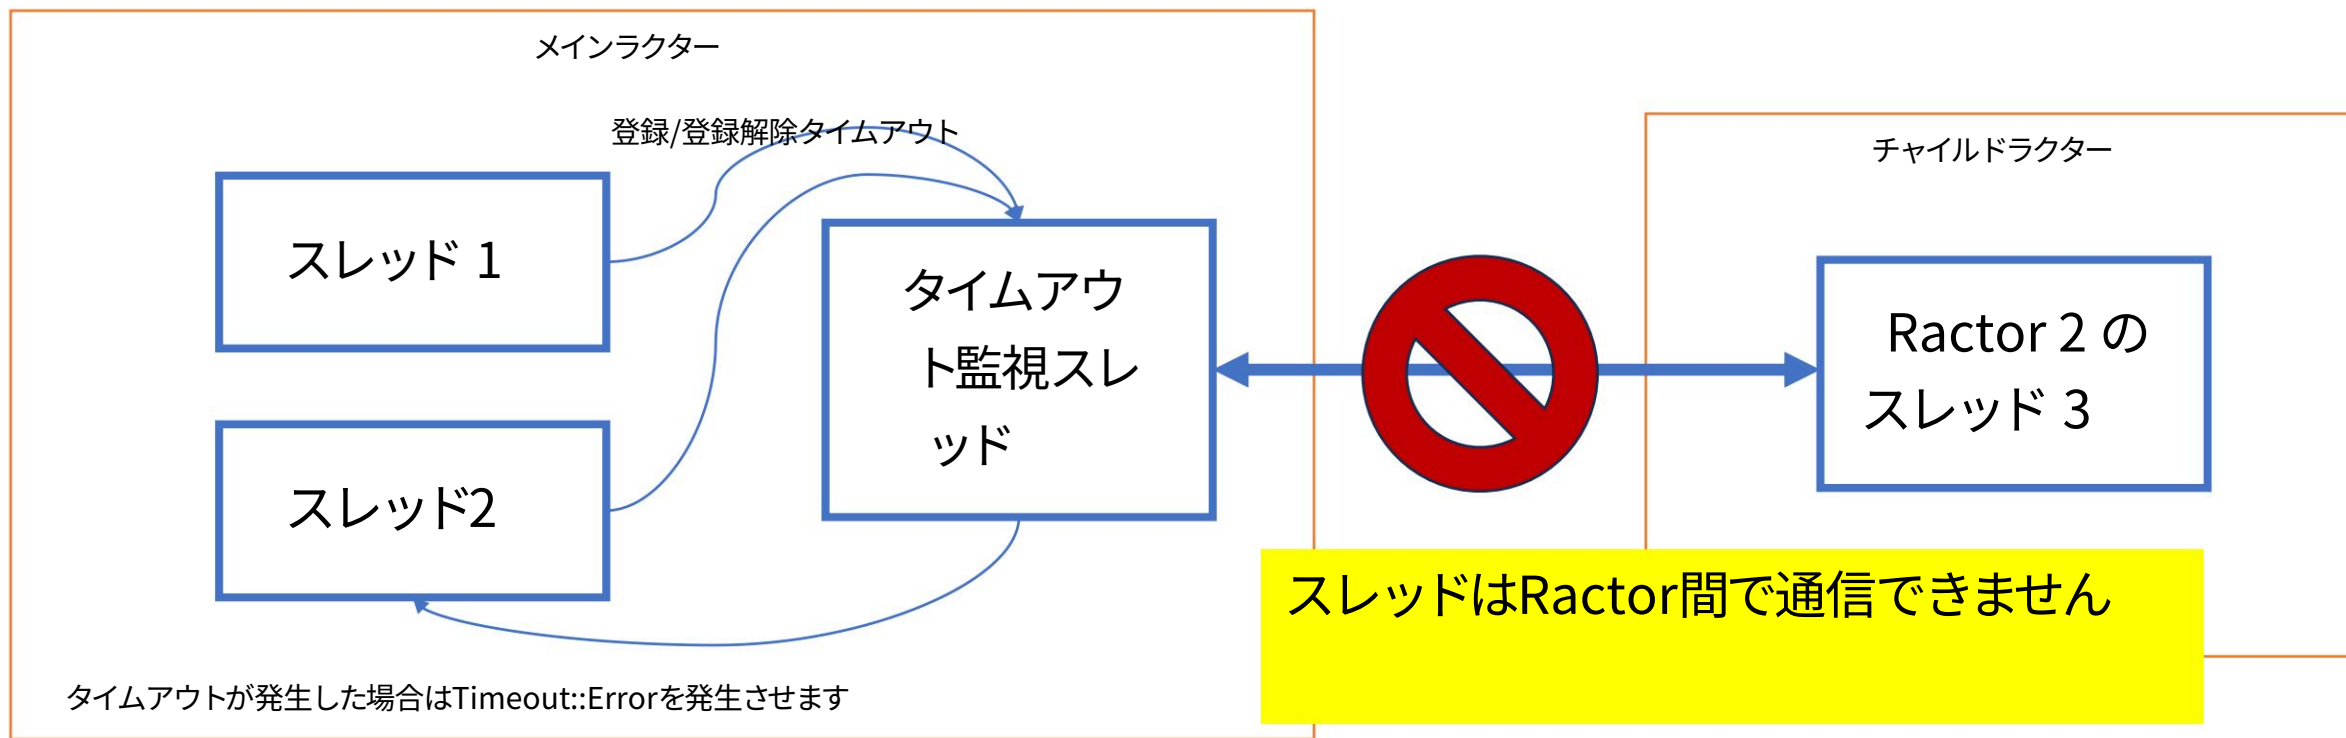 メインラクター
登録/登録解除タイムアウト
チャイルドラクター
スレッド 1
タイムアウ
ト監視スレ
ッド
Ractor 2 の
スレッド 3
スレッド2
スレッドはRactor間で通信できません
タイムアウトが発生した場合はTimeout::Errorを発生させます